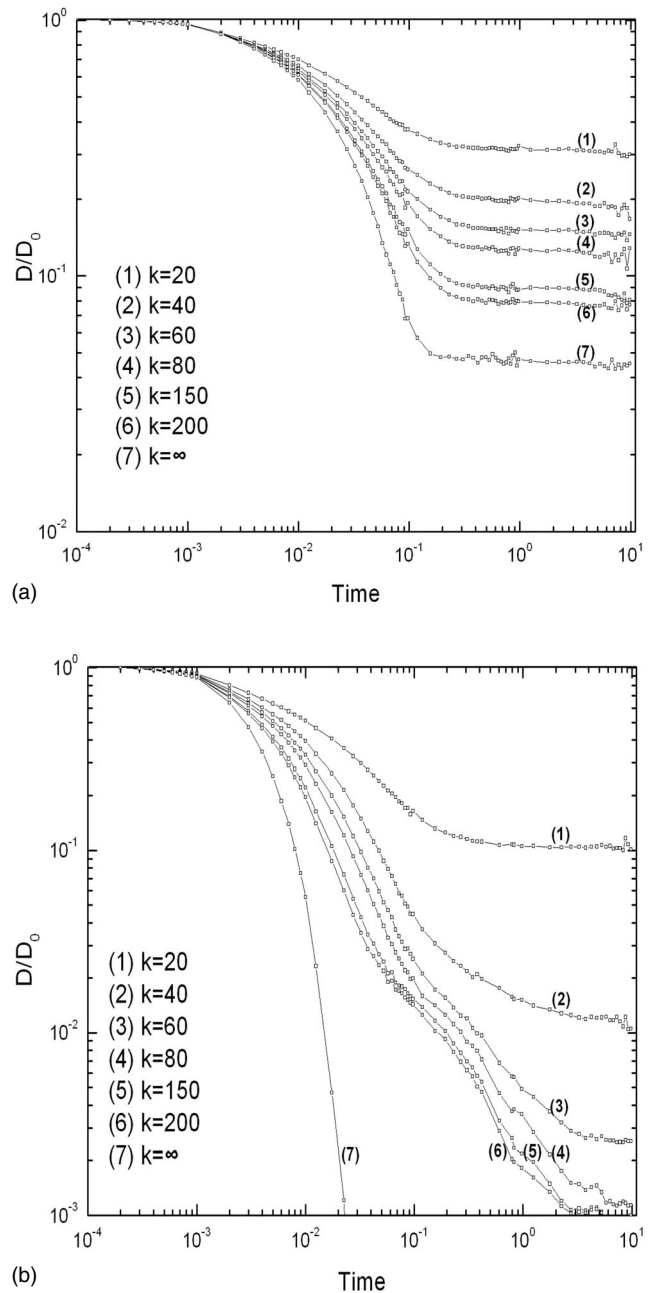 10^0
(1)
(2)
(3)
(4)
(5)
(6)
(7)
D/D_0
10^-1
(1) k=20
(2) k=40
(3) k=60
(4) k=80
(5) k=150
(6) k=200
(7) k=∞
10^-2
10^-4 10^-3 10^-2 10^-1 10^0 10^1
Time
(a)
10^0
(1)
10^-1
D/D_0
(1) k=20
(2) k=40
(3) k=60
(4) k=80
(5) k=150
(6) k=200
(7) k=∞
(2)
10^-2
(3)
(7) (6) (5) (4)
10^-3
10^-4 10^-3 10^-2 10^-1 10^0 10^1
Time
(b)